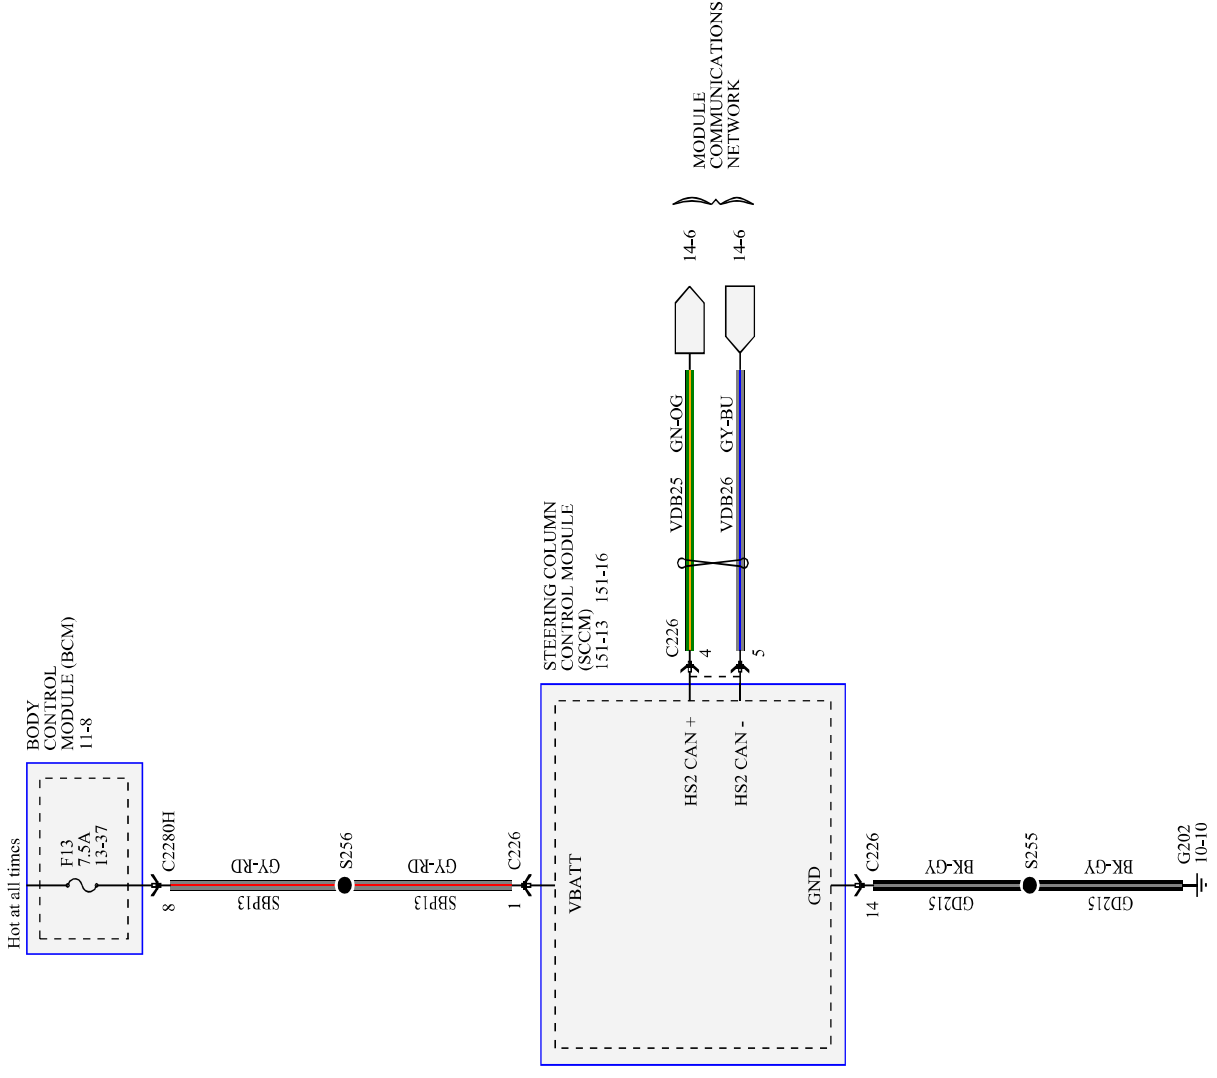 Hot at all times
BODY
CONTROL
MODULE (BCM)
11-8
F13
7.5A
13-37
8
C2280H
SBP13
GY-RD
S256
SBP13
GY-RD
1
C226
VBATT
STEERING COLUMN
CONTROL MODULE
(SCCM)
151-13 151-16
HS2 CAN +
HS2 CAN -
C226
4
5
VDB25
GN-OG
VDB26
GY-BU
14-6
14-6
MODULE
COMMUNICATIONS
NETWORK
GND
14
C226
GD215
BK-GY
S255
GD215
BK-GY
G202
10-10